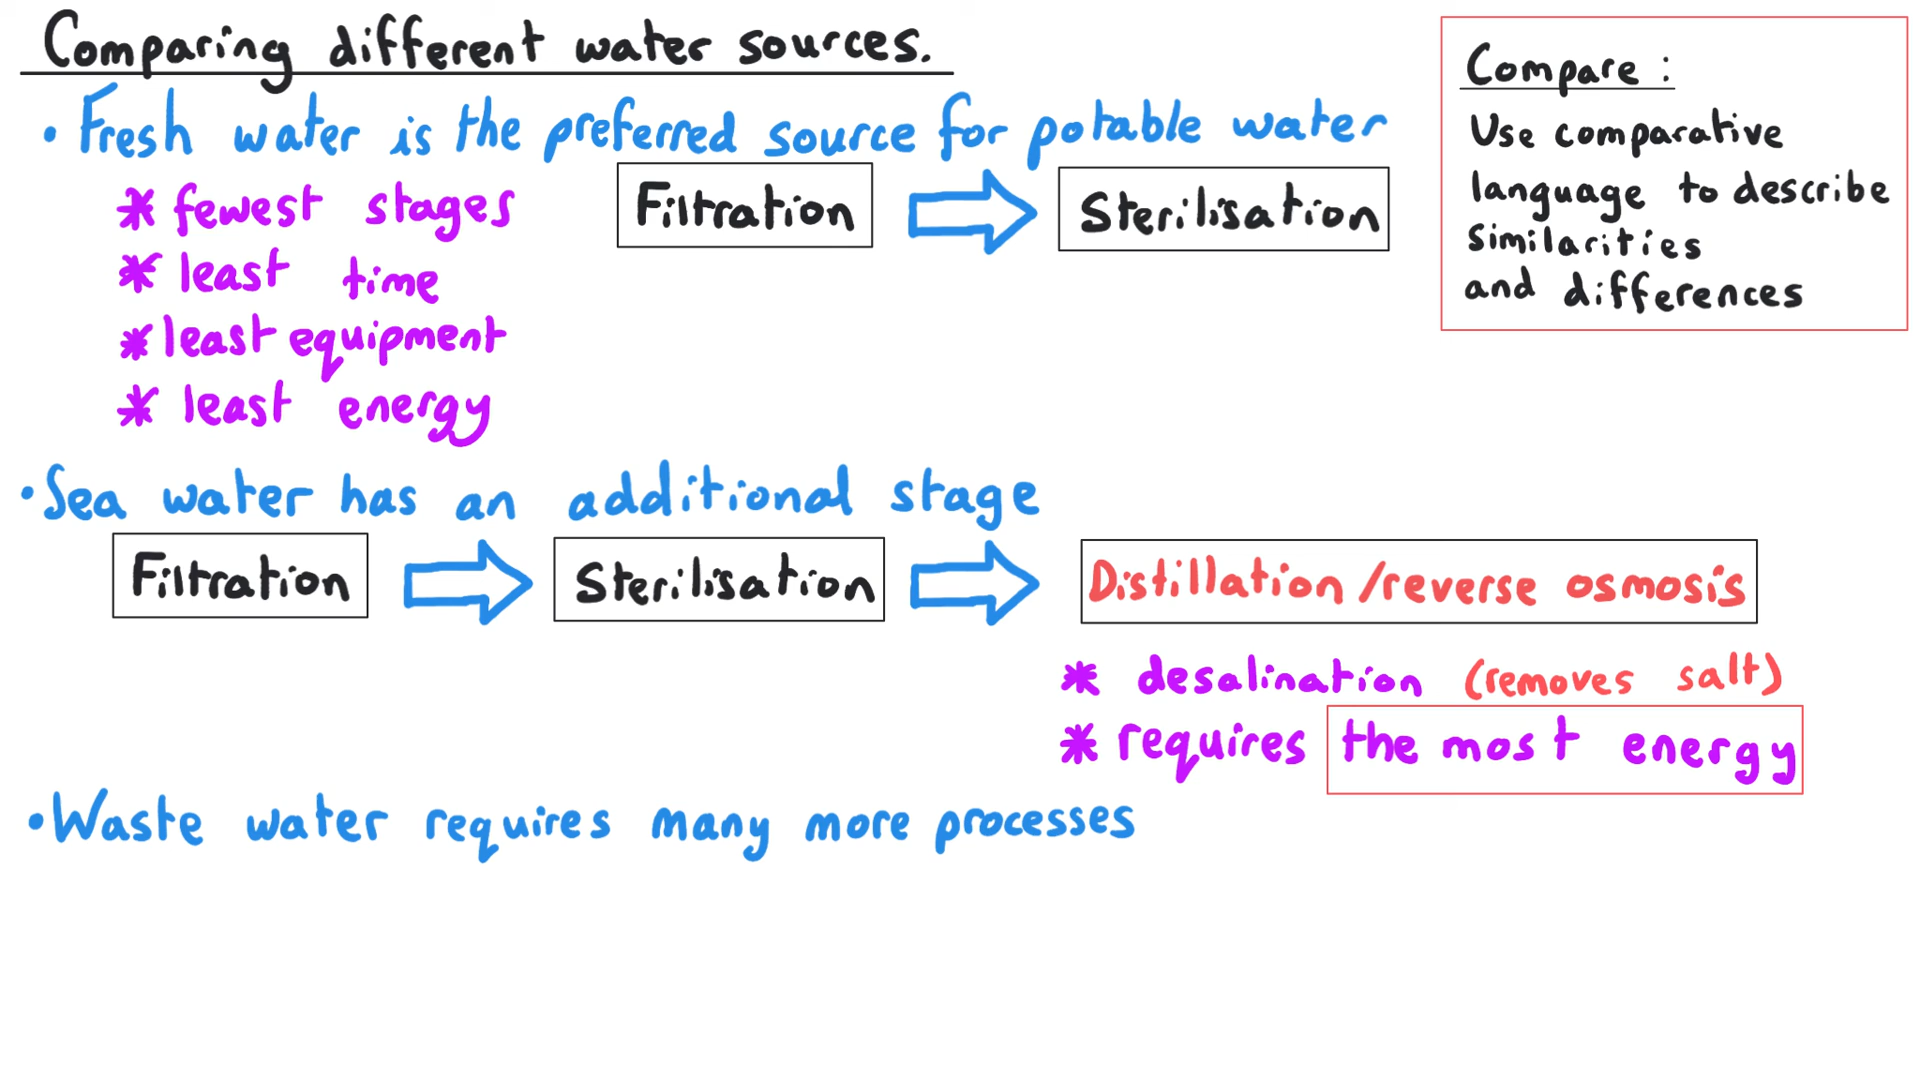 Comparing different water sources.
• Fresh water is the preferred source for potable water
* fewest stages
Filtration
Sterilisation
* least time
* least equipment
* least energy
Compare :
Use comparative
language to describe
similarities
and differences
• Sea water has an additional stage
Filtration
Sterilisation
Distillation/reverse osmosis
* desalination (removes salt)
* requires the most energy
• Waste water requires many more processes